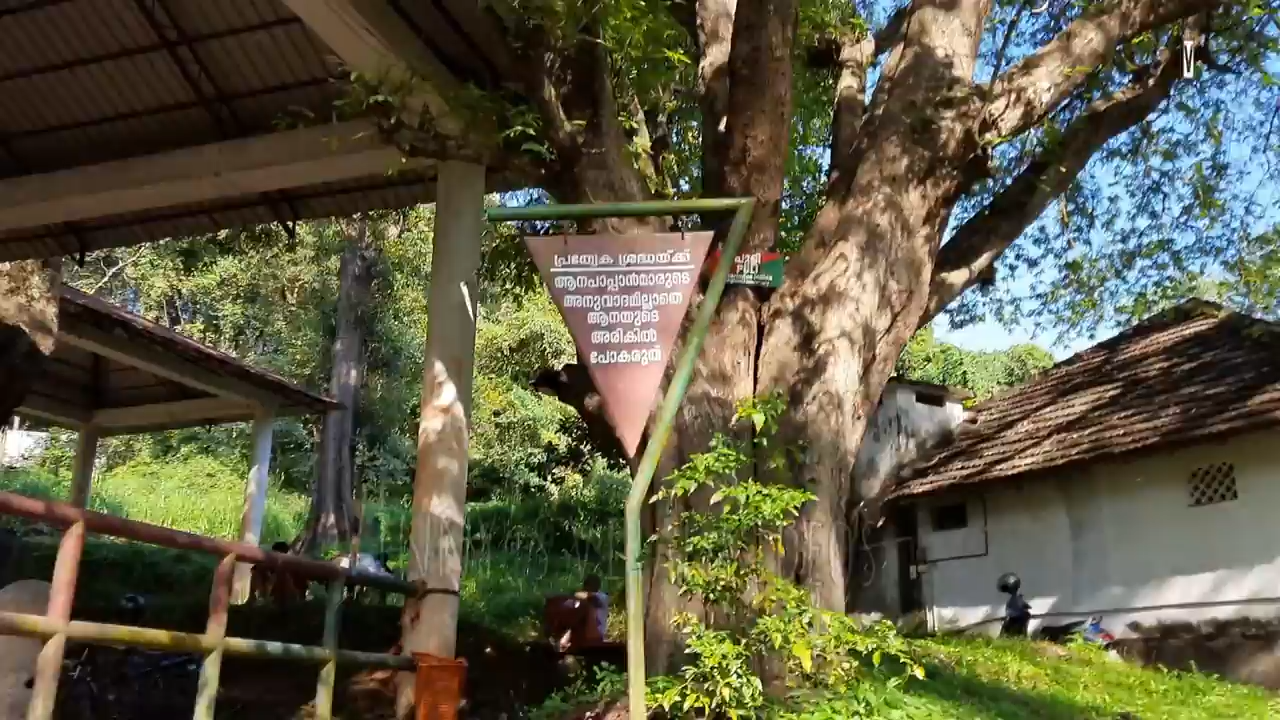 പ്രത്യേക ശ്രദ്ധയ്ക്ക്
ആനപാപ്പാൻമാരുടെ
അനുവാദമില്ലാതെ
ആനയുടെ
അരികിൽ
പോകരുത്
പുളി